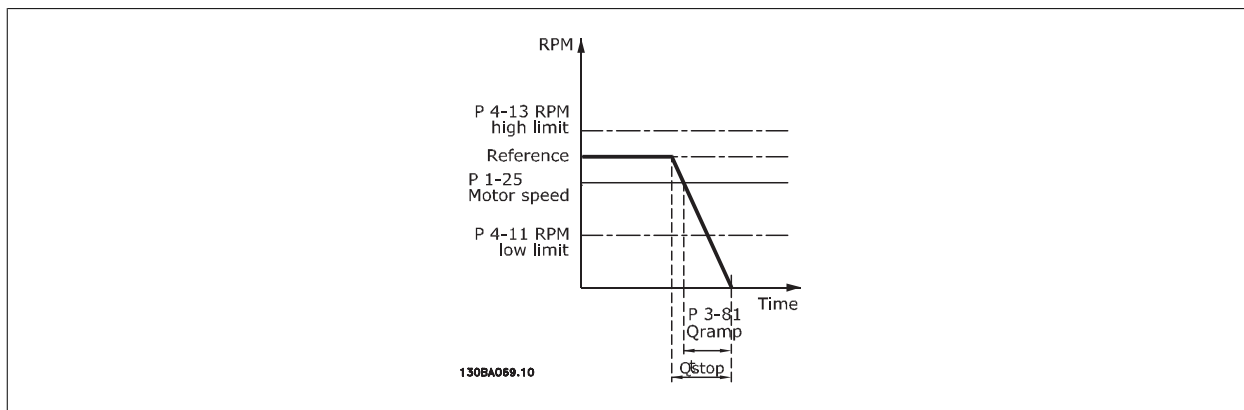 RPM
P 4-13 RPM
high limit
Reference
P 1-25
Motor speed
P 4-11 RPM
low limit
Time
P 3-81
Qramp
Qstop
130BA069.10